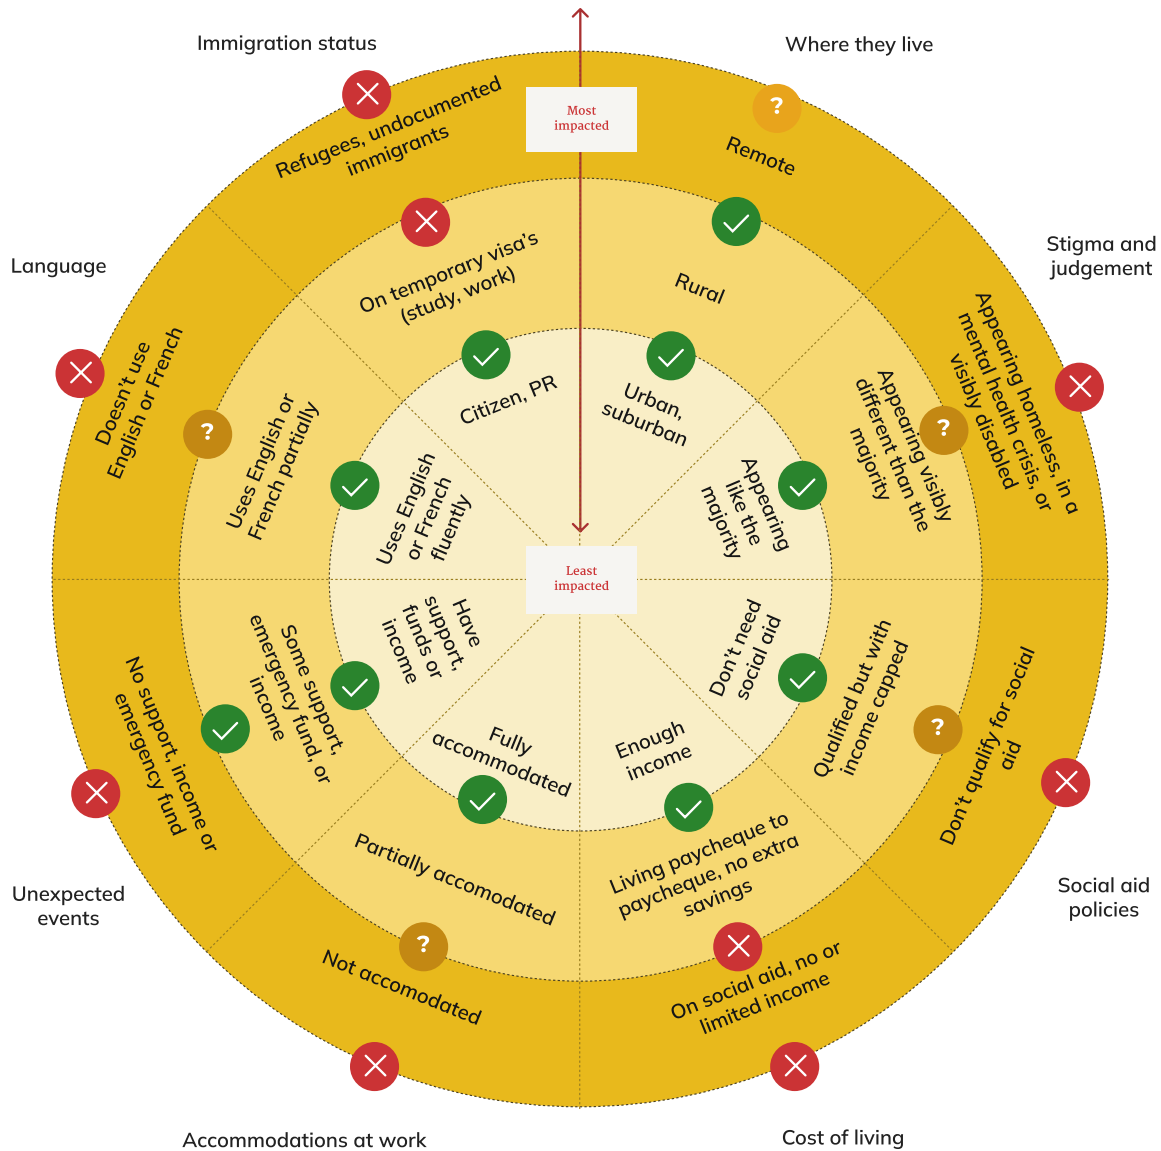 Immigration status
Where they live
Most
impacted
?
Refugees, undocumented
immigrants
Remote
On temporary visa's
(study, work)
Rural
Citizen, PR
Urban,
suburban
Stigma and
judgement
Appearing homeless, in a
mental health crisis, or
visibly disabled
?
Appearing visibly
different than the
majority
Appearing
like the
majority
Language
Doesn't use
English or French
?
Uses English or
French partially
Uses English
or French
fluently
Least
impacted
Have
support,
funds or
income
Some support,
emergency fund, or
income
No support, income or
emergency fund
Unexpected
events
Don't need
social aid
Qualified but with
income capped
?
Don't qualify for social
aid
Social aid
policies
Fully
accommodated
Partially accomodated
?
Not accomodated
Accommodations at work
Enough
income
Living paycheque to
paycheque, no extra
savings
On social aid, no or
limited income
Cost of living